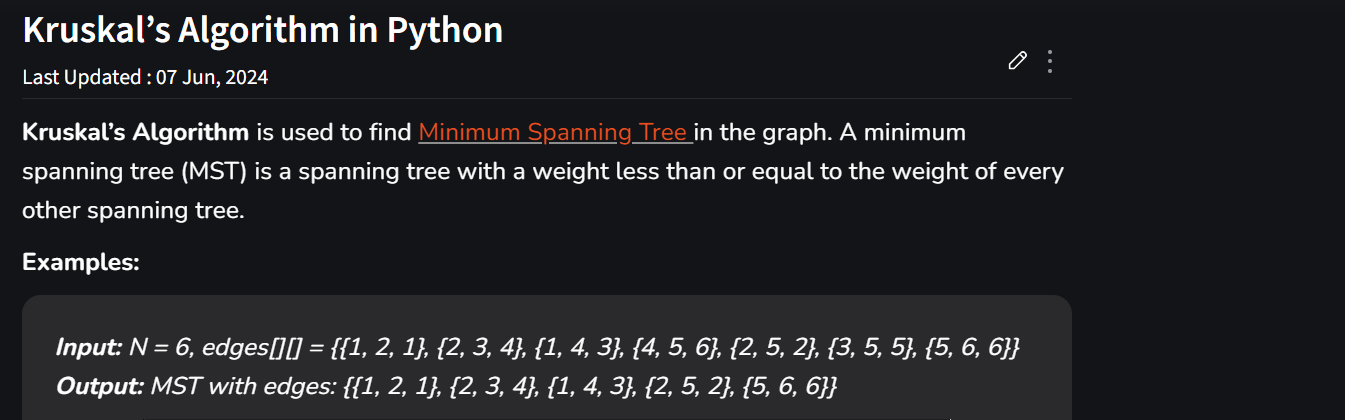 Kruskal’s Algorithm in Python
Last Updated : 07 Jun, 2024
Kruskal’s Algorithm is used to find Minimum Spanning Tree in the graph. A minimum
spanning tree (MST) is a spanning tree with a weight less than or equal to the weight of every
other spanning tree.
Examples:
Input: N = 6, edges[][] = {{1, 2, 1}, {2, 3, 4}, {1, 4, 3}, {4, 5, 6}, {2, 5, 2}, {3, 5, 5}, {5, 6, 6}}
Output: MST with edges: {{1, 2, 1}, {2, 3, 4}, {1, 4, 3}, {2, 5, 2}, {5, 6, 6}}